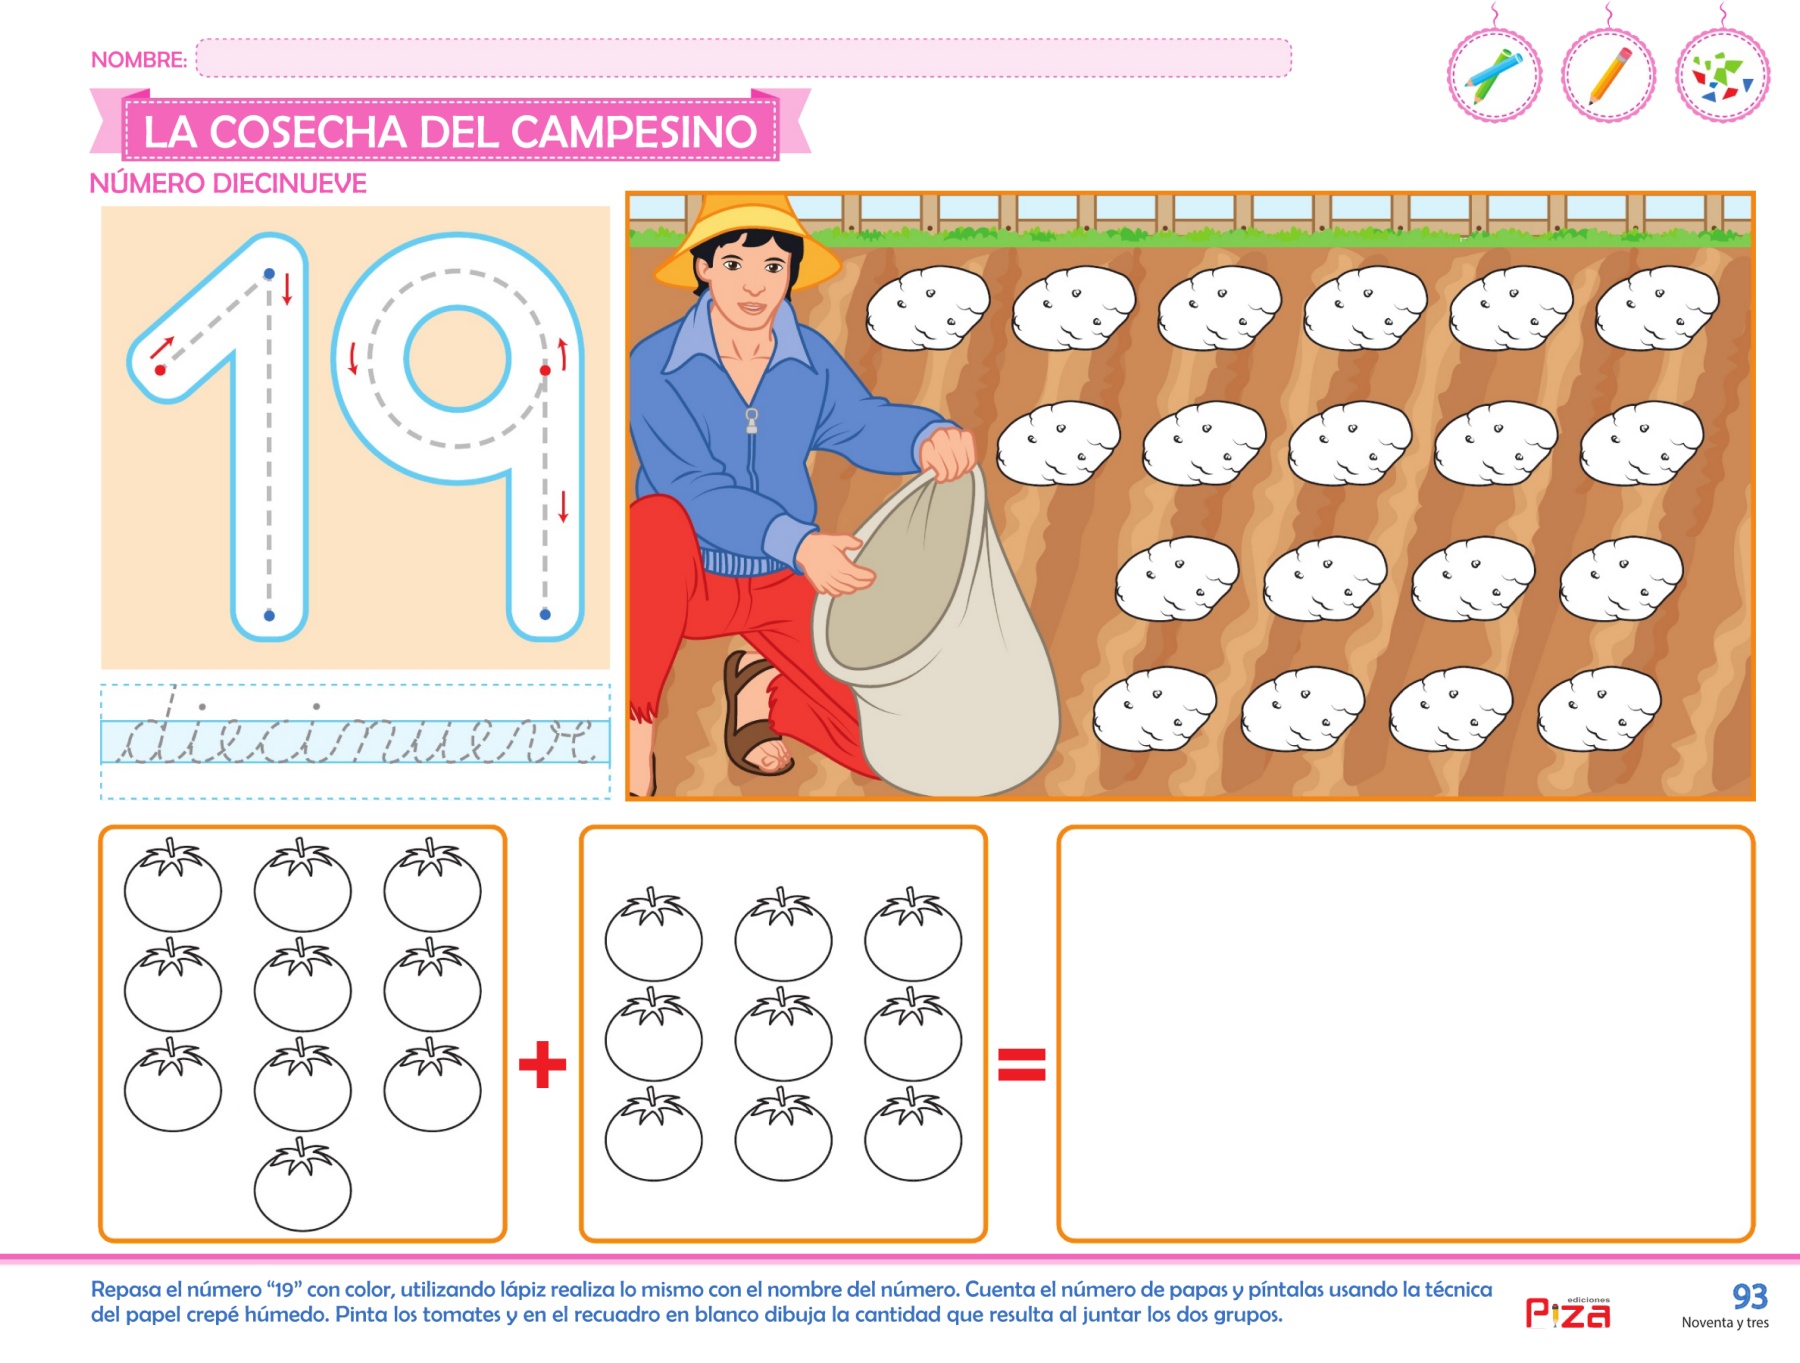 NOMBRE:
LA COSECHA DEL CAMPESINO
NÚMERO DIECINUEVE
19
diecinueve
+
=
Repasa el número “19” con color, utilizando lápiz realiza lo mismo con el nombre del número. Cuenta el número de papas y píntalas usando la técnica
del papel crepé húmedo. Pinta los tomates y en el recuadro en blanco dibuja la cantidad que resulta al juntar los dos grupos.
ediciones
Piza
93
Noventa y tres